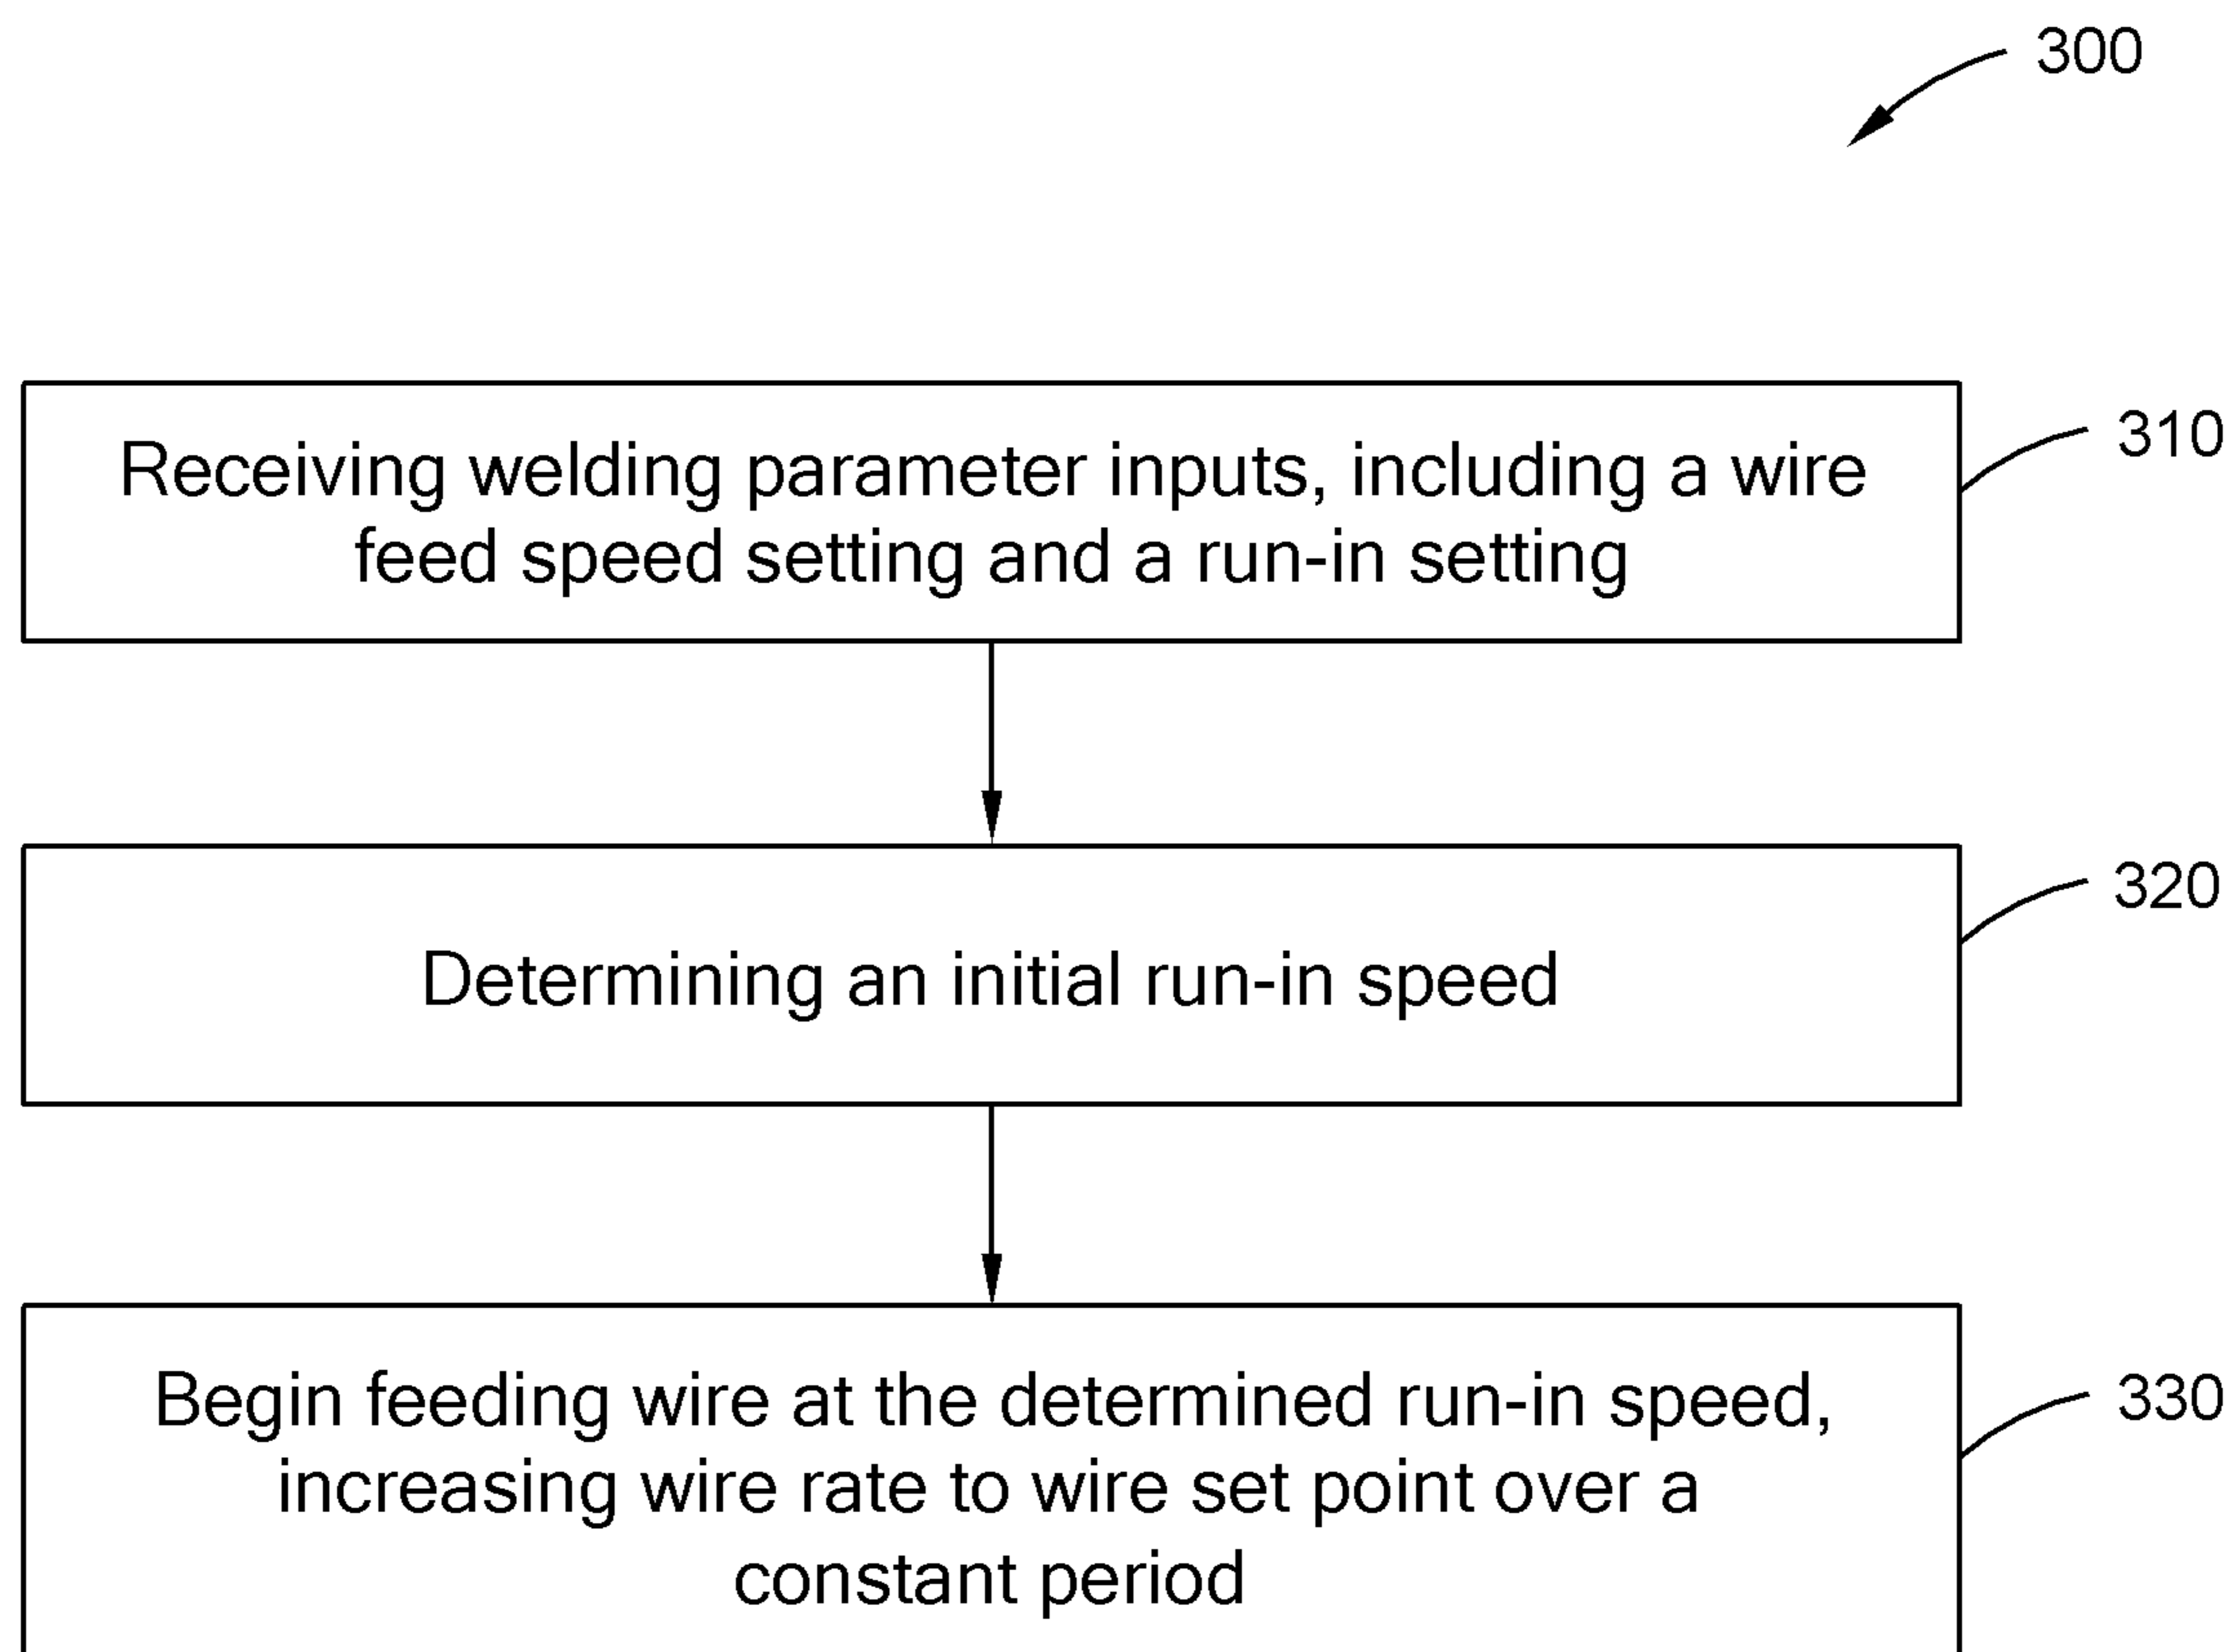 300
Receiving welding parameter inputs, including a wire
feed speed setting and a run-in setting
310
Determining an initial run-in speed
320
Begin feeding wire at the determined run-in speed,
increasing wire rate to wire set point over a
constant period
330